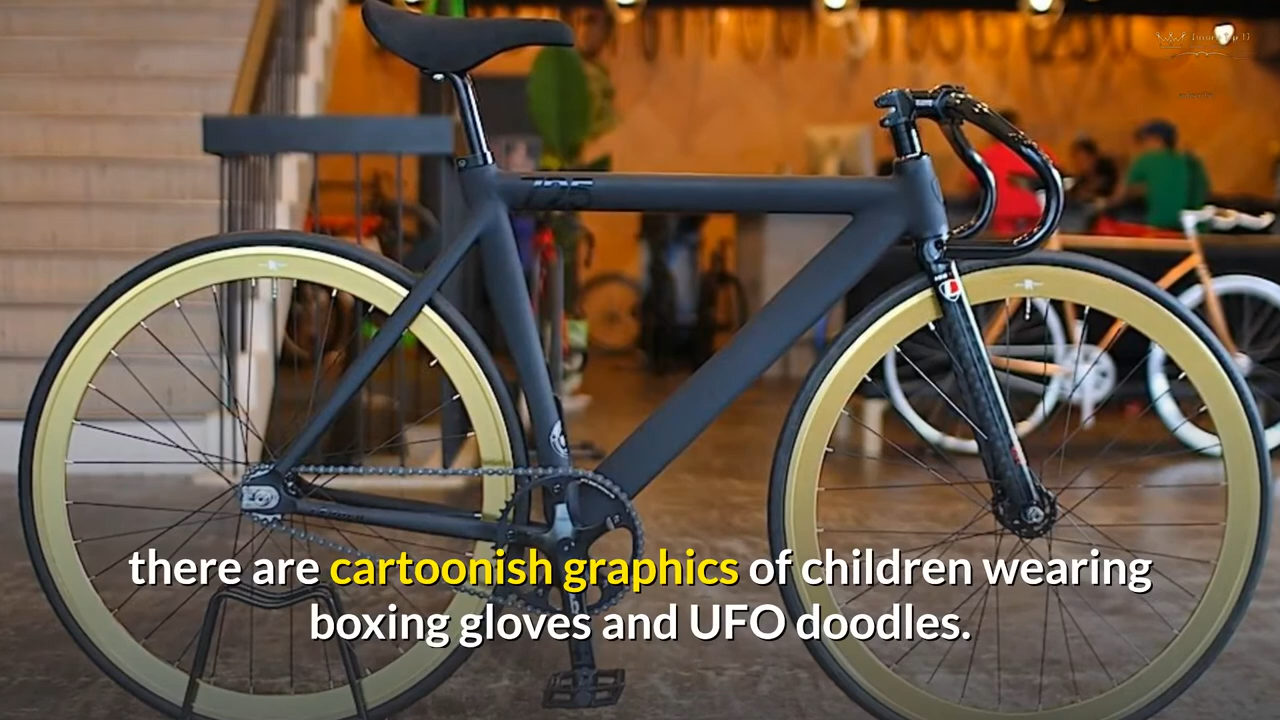 there are cartoonish graphics of children wearing
boxing gloves and UFO doodles.